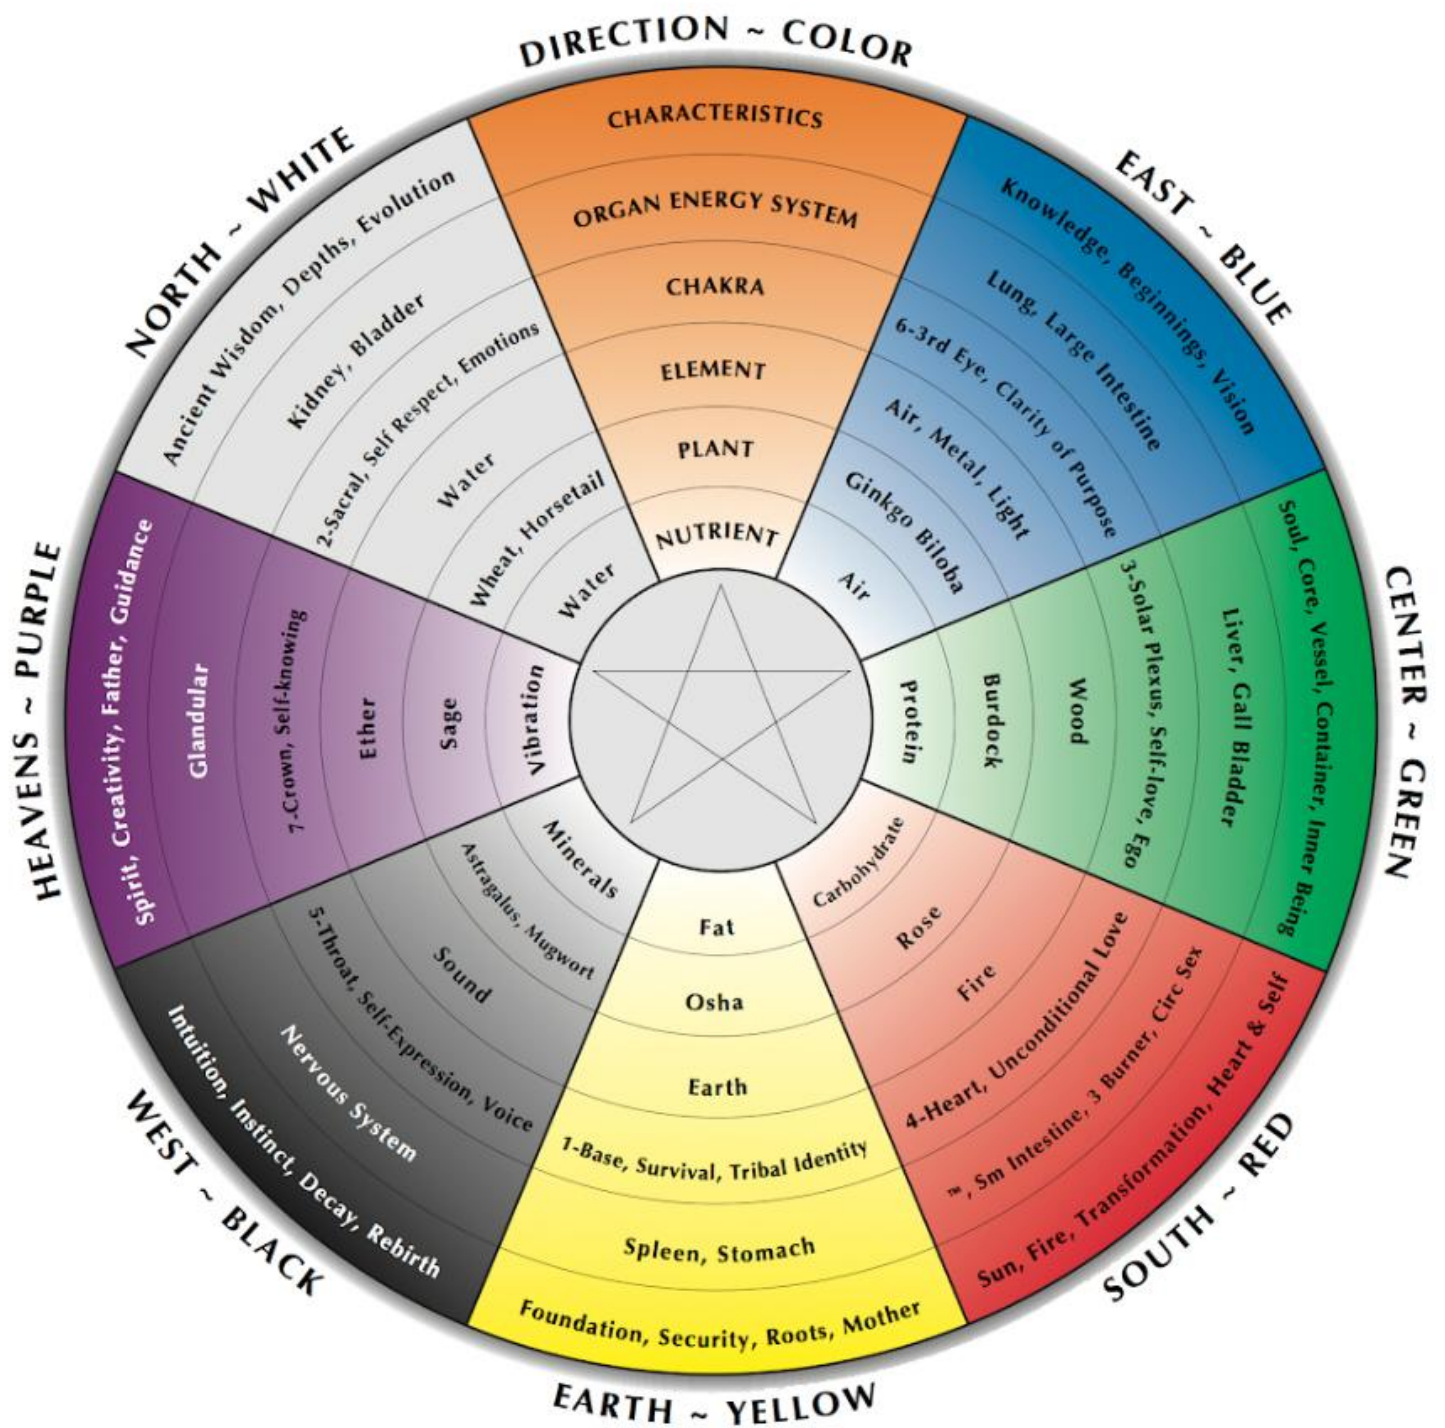 DIRECTION ~ COLOR
CHARACTERISTICS
ORGAN ENERGY SYSTEM
CHAKRA
ELEMENT
PLANT
NUTRIENT
EAST ~ BLUE
Knowledge, Beginnings, Vision
Lung, Large Intestine
6-3rd Eye, Clarity of Purpose
Air, Metal, Light
Ginkgo Biloba
Air
CENTER ~ GREEN
Soul, Core, Vessel, Container, Inner Being
Liver, Gall Bladder
3-Solar Plexus, Self-love, Ego
Wood
Burdock
Protein
SOUTH ~ RED
Sun, Fire, Transformation, Heart & Self
™, Sm Intestine, 3 Burner, Circ Sex
4-Heart, Unconditional Love
Fire
Rose
Carbohydrate
EARTH ~ YELLOW
Foundation, Security, Roots, Mother
Spleen, Stomach
1-Base, Survival, Tribal Identity
Earth
Osha
Fat
WEST ~ BLACK
Intuition, Instinct, Decay, Rebirth
Nervous System
5-Throat, Self-Expression, Voice
Sound
Astragalus, Mugwort
Minerals
HEAVENS ~ PURPLE
Spirit, Creativity, Father, Guidance
Glandular
7-Crown, Self-knowing
Ether
Sage
Vibration
NORTH ~ WHITE
Ancient Wisdom, Depths, Evolution
Kidney, Bladder
2-Sacral, Self Respect, Emotions
Water
Wheat, Horsetail
Water